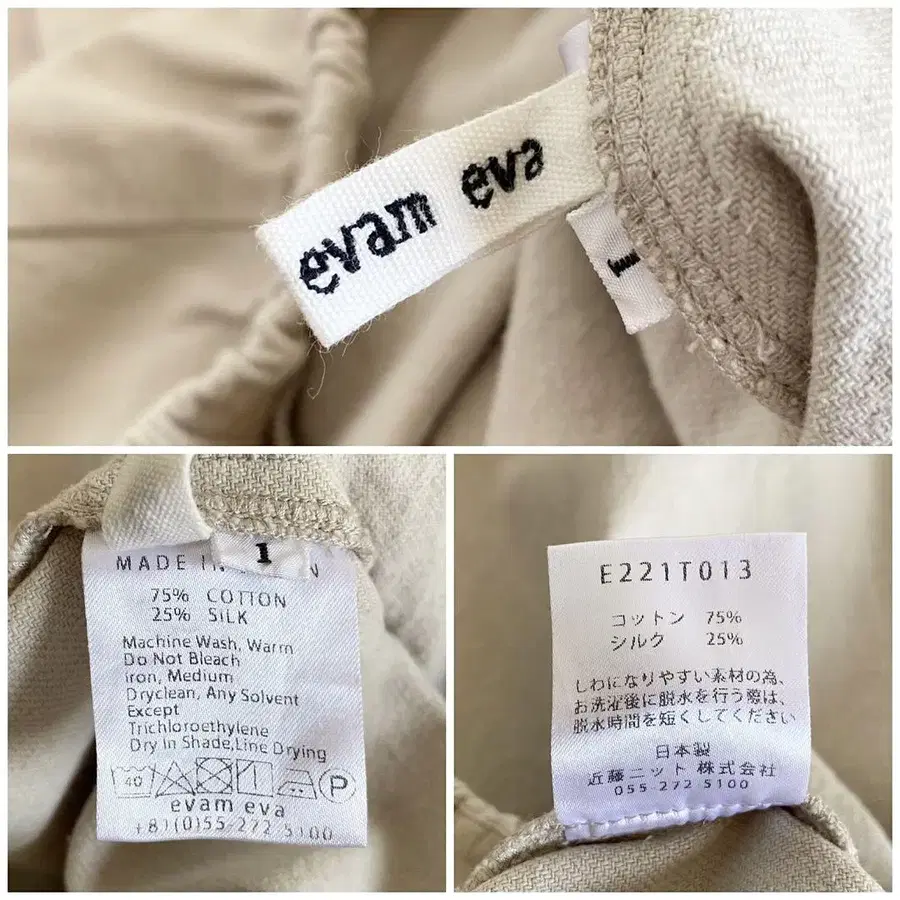 evam eva
1
1
MADE
75% COTTON
25% SILK
Machine Wash, Warm
Do Not Bleach
iron, Medium
Dryclean, Any Solvent
Except
Trichloroethylene
Dry in Shade,Line Drying
40 P
evam eva
+81(0)55-272 5100
E221T013
コットン 75%
シルク 25%
しわになりやすい素材の為、
お洗濯後に脱水を行う際は、
脱水時間を短くしてください
日本製
近藤ニット 株式会社
055-272 5100